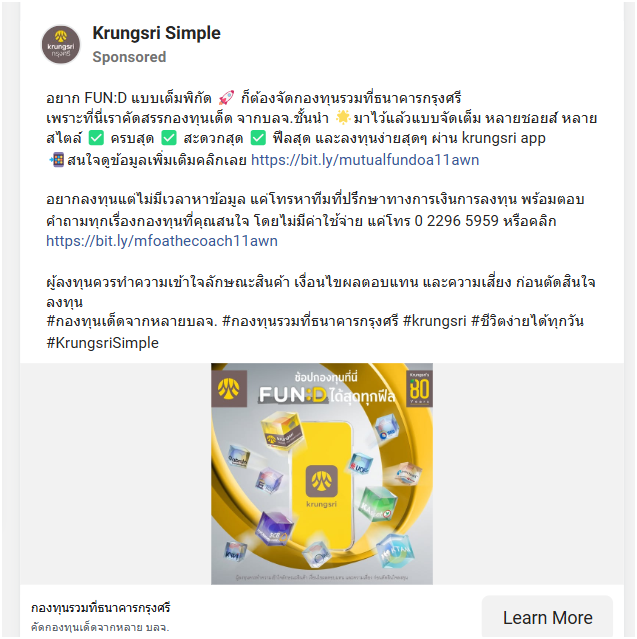 Krungsri Simple
krungsri
กรุงศรี
Sponsored
อยาก FUN:D แบบเต็มพิกัด 🚀 ก็ต้องจัดกองทุนรวมที่ธนาคารกรุงศรี
เพราะที่นี่เราคัดสรรกองทุนเด็ด จากบลจ.ชั้นนำ 🌟 มาไว้แล้วแบบจัดเต็ม หลายชอยส์ หลาย
สไตล์ ✅ ครบสุด ✅ สะดวกสุด ✅ ฟีลสุด และลงทุนง่ายสุดๆ ผ่าน krungsri app
📲 สนใจดูข้อมูลเพิ่มเติมคลิกเลย https://bit.ly/mutualfundoa11awn
อยากลงทุนแต่ไม่มีเวลาหาข้อมูล แค่โทรหาทีมที่ปรึกษาทางการเงินการลงทุน พร้อมตอบ
คำถามทุกเรื่องกองทุนที่คุณสนใจ โดยไม่มีค่าใช้จ่าย แค่โทร 0 2296 5959 หรือคลิก
https://bit.ly/mfoathecoach11awn
ผู้ลงทุนควรทำความเข้าใจลักษณะสินค้า เงื่อนไขผลตอบแทน และความเสี่ยง ก่อนตัดสินใจ
ลงทุน
#กองทุนเด็ดจากหลายบลจ. #กองทุนรวมที่ธนาคารกรุงศรี #krungsri #ชีวิตง่ายได้ทุกวัน
#KrungsriSimple
ช้อปกองทุนที่นี่
FUN:D ได้สุดทุกฟีล
Krungsri's
80
Years
krungsri
กองทุนรวมที่ธนาคารกรุงศรี
คัดกองทุนเด็ดจากหลาย บลจ.
Learn More